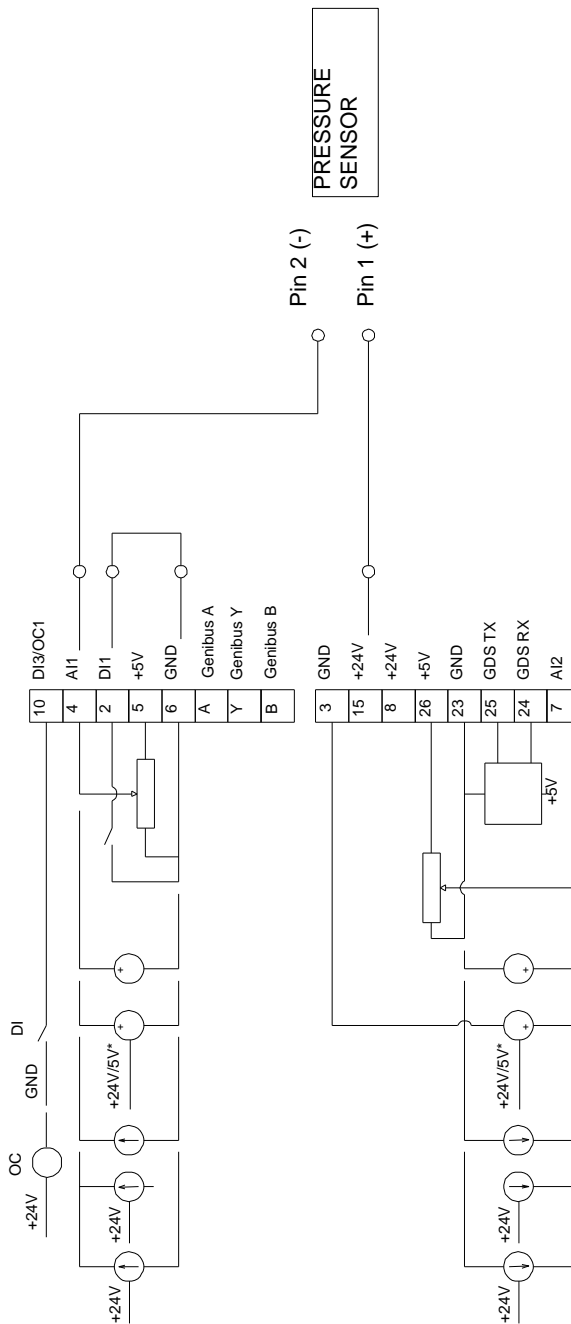 PRESSURE
SENSOR
Pin 2 (-)
Pin 1 (+)
DI3/OC1
AI1
DI1
+5V
GND
Genibus A
Genibus Y
Genibus B
10
4
2
5
6
A
Y
B
GND
+24V
+24V
+5V
GND
GDS TX
GDS RX
AI2
3
15
8
26
23
25
24
7
+5V
DI
GND
OC
+24V
+
+
+24V/5V*
+24V
+24V
+
+
+24V/5V*
+24V
+24V